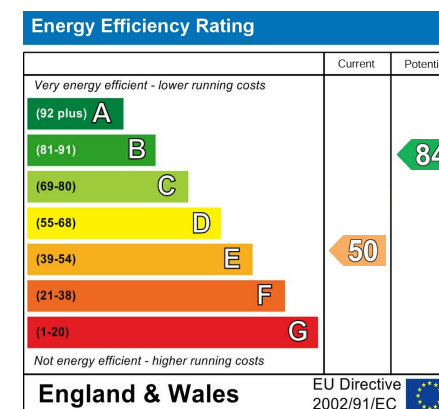 Energy Efficiency Rating
Current Potenti
Very energy efficient - lower running costs
(92 plus) A
(81-91) B
84
(69-80) C
(55-68) D
(39-54) E
50
(21-38) F
(1-20) G
Not energy efficient - higher running costs
England & Wales
EU Directive
2002/91/EC